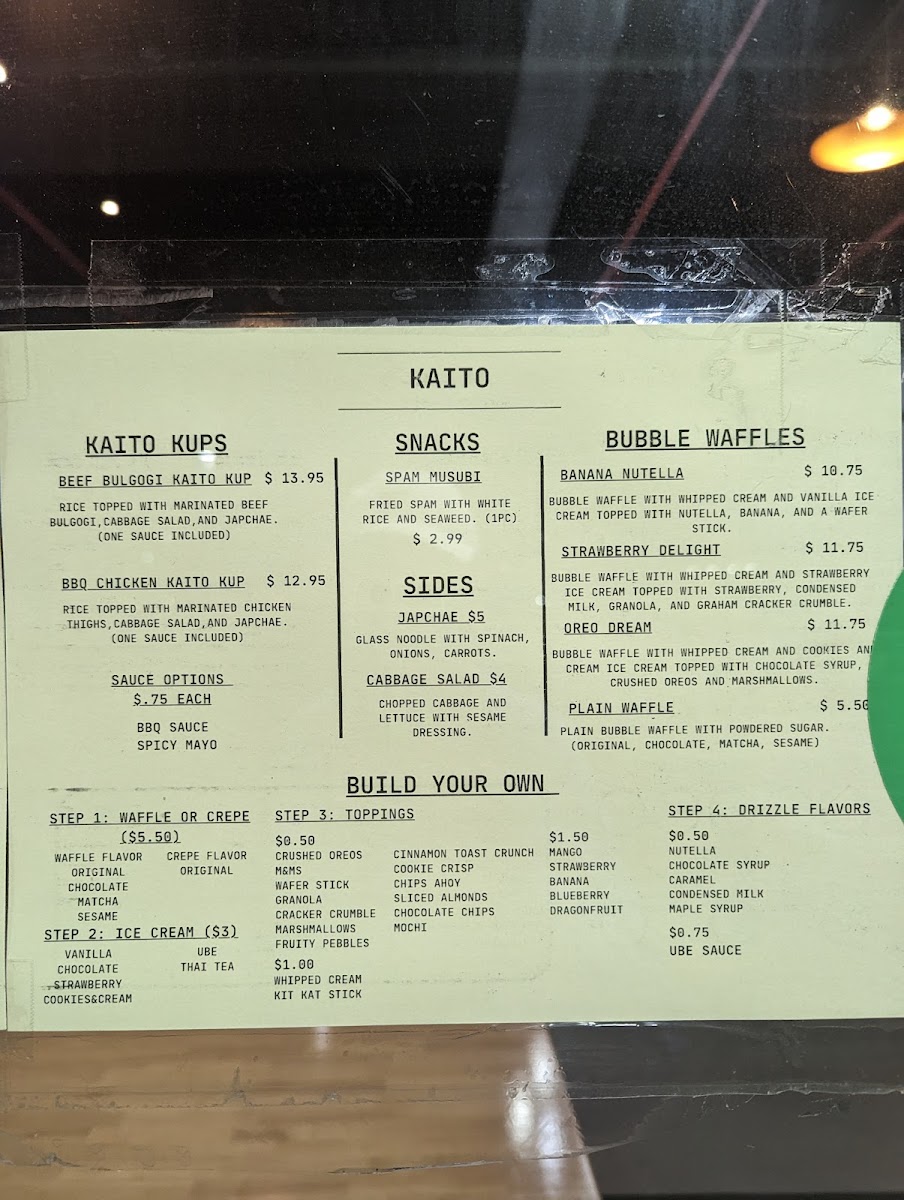 KAITO
KAITO KUPS
BEEF BULGOGI KAITO KUP $ 13.95
RICE TOPPED WITH MARINATED BEEF
BULGOGI,CABBAGE SALAD,AND JAPCHAE.
(ONE SAUCE INCLUDED)
BBQ CHICKEN KAITO KUP $ 12.95
RICE TOPPED WITH MARINATED CHICKEN
THIGHS,CABBAGE SALAD,AND JAPCHAE.
(ONE SAUCE INCLUDED)
SAUCE OPTIONS
$.75 EACH
BBQ SAUCE
SPICY MAYO
SNACKS
SPAM MUSUBI
FRIED SPAM WITH WHITE
RICE AND SEAWEED. (1PC)
$ 2.99
SIDES
JAPCHAE $5
GLASS NOODLE WITH SPINACH,
ONIONS, CARROTS.
CABBAGE SALAD $4
CHOPPED CABBAGE AND
LETTUCE WITH SESAME
DRESSING.
BUBBLE WAFFLES
BANANA NUTELLA $ 10.75
BUBBLE WAFFLE WITH WHIPPED CREAM AND VANILLA ICE
CREAM TOPPED WITH NUTELLA, BANANA, AND A WAFER
STICK.
STRAWBERRY DELIGHT $ 11.75
BUBBLE WAFFLE WITH WHIPPED CREAM AND STRAWBERRY
ICE CREAM TOPPED WITH STRAWBERRY, CONDENSED
MILK, GRANOLA, AND GRAHAM CRACKER CRUMBLE.
OREO DREAM $ 11.75
BUBBLE WAFFLE WITH WHIPPED CREAM AND COOKIES AND
CREAM ICE CREAM TOPPED WITH CHOCOLATE SYRUP,
CRUSHED OREOS AND MARSHMALLOWS.
PLAIN WAFFLE $ 5.50
PLAIN BUBBLE WAFFLE WITH POWDERED SUGAR.
(ORIGINAL, CHOCOLATE, MATCHA, SESAME)
BUILD YOUR OWN
STEP 1: WAFFLE OR CREPE
($5.50)
WAFFLE FLAVOR CREPE FLAVOR
ORIGINAL ORIGINAL
CHOCOLATE
MATCHA
SESAME
STEP 2: ICE CREAM ($3)
VANILLA UBE
CHOCOLATE THAI TEA
STRAWBERRY
COOKIES&CREAM
STEP 3: TOPPINGS
$0.50
CRUSHED OREOS
M&MS
WAFER STICK
GRANOLA
CRACKER CRUMBLE
MARSHMALLOWS
FRUITY PEBBLES
$1.00
WHIPPED CREAM
KIT KAT STICK
CINNAMON TOAST CRUNCH
COOKIE CRISP
CHIPS AHOY
SLICED ALMONDS
CHOCOLATE CHIPS
MOCHI
$1.50
MANGO
STRAWBERRY
BANANA
BLUEBERRY
DRAGONFRUIT
STEP 4: DRIZZLE FLAVORS
$0.50
NUTELLA
CHOCOLATE SYRUP
CARAMEL
CONDENSED MILK
MAPLE SYRUP
$0.75
UBE SAUCE